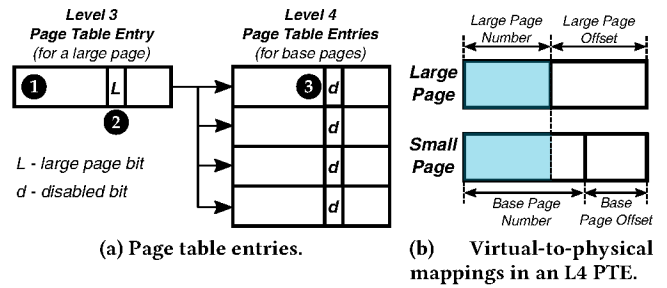 Level 3
Page Table Entry
(for a large page)
Level 4
Page Table Entries
(for base pages)
1
L
2
3
d
d
d
d
L - large page bit
d - disabled bit
(a) Page table entries.
Large Page
Number
Large Page
Offset
Large
Page
Small
Page
Base Page
Number
Base
Page Offset
(b) Virtual-to-physical
mappings in an L4 PTE.